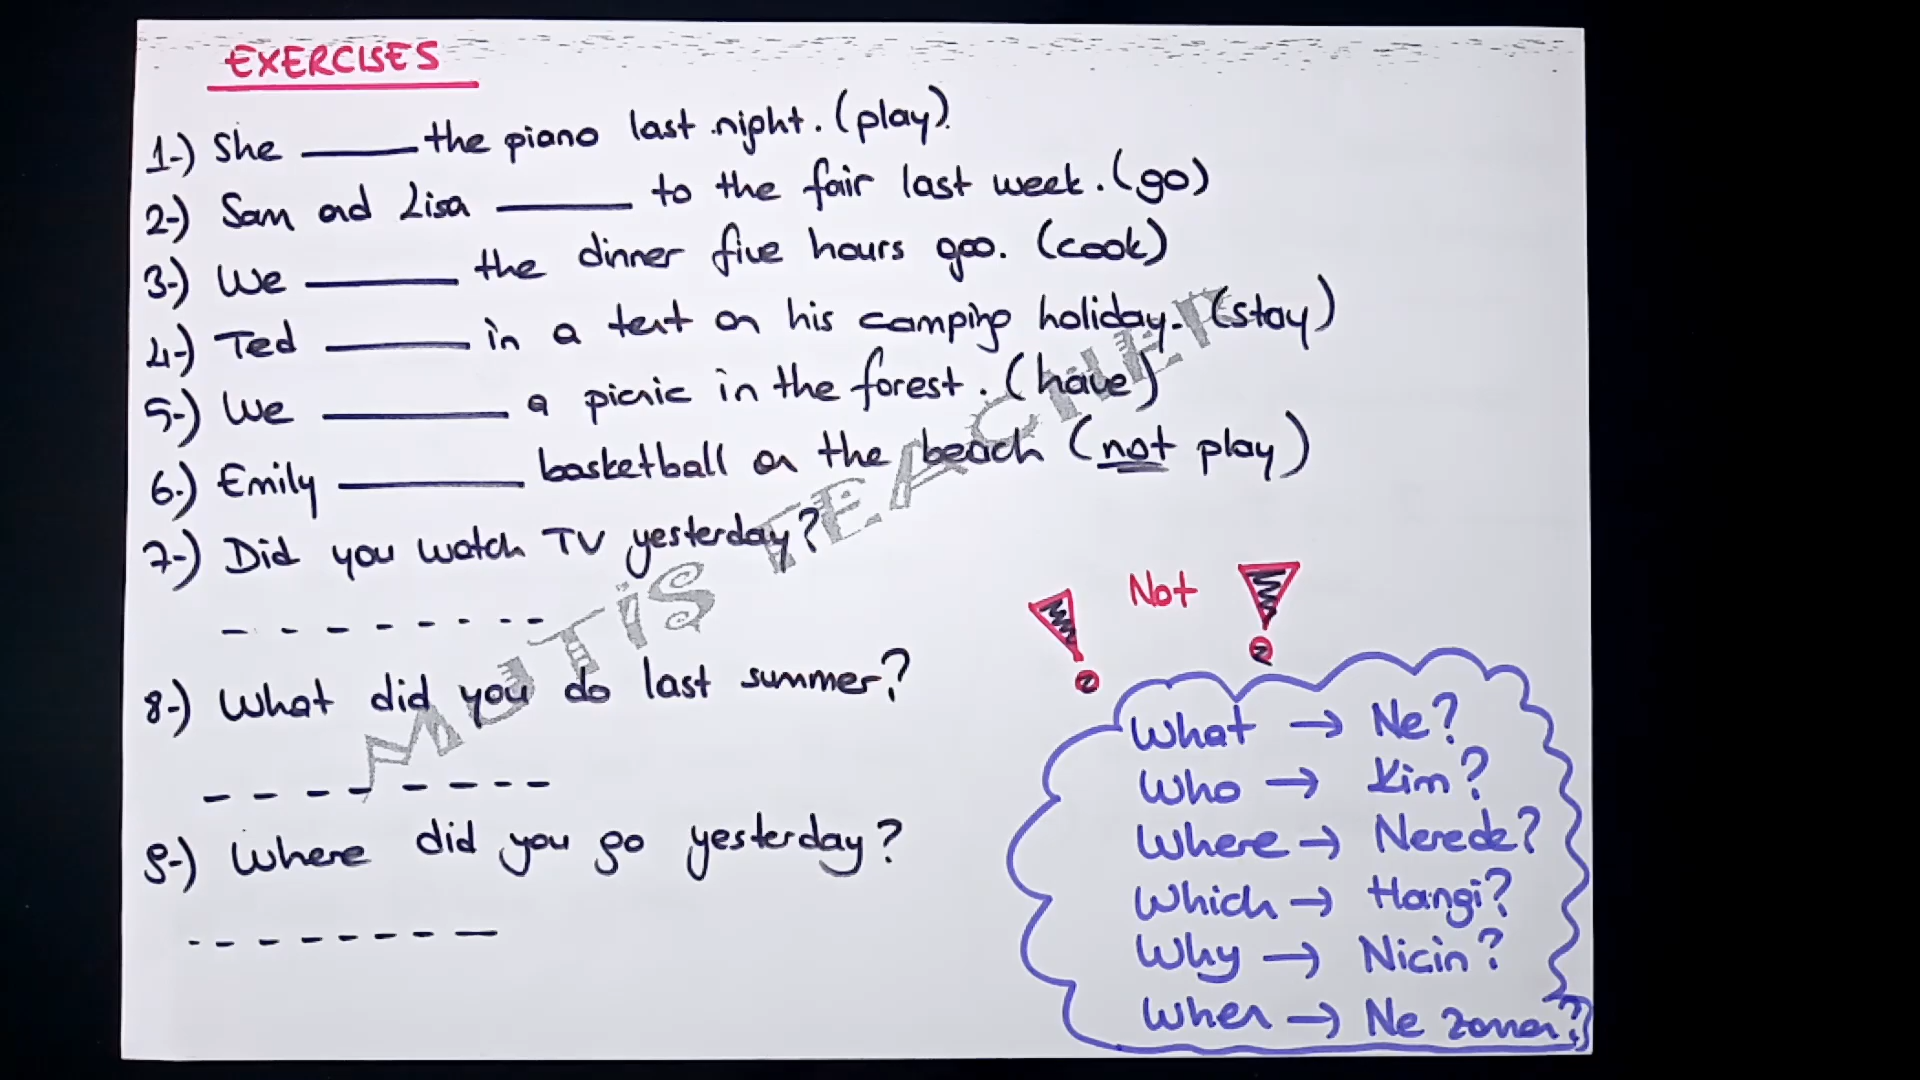 EXERCISES
1-) She ______ the piano last night. (play)
2-) Sam and Lisa ______ to the fair last week. (go)
3-) We ______ the dinner five hours goo. (cook)
4-) Ted ______ in a tent on his camping holiday. (stay)
5-) We ______ a picnic in the forest. (have)
6-) Emily ______ basketball on the beach (not play)
7-) Did you watch TV yesterday?
_ _ _ _ _ _ _ _ _
8-) What did you do last summer?
_ _ _ _ _ _ _ _
9-) Where did you go yesterday?
_ _ _ _ _ _ _ _
MUTİŞ TEACHER
Not
What → Ne?
Who → Kim?
Where → Nerede?
Which → Hangi?
Why → Niçin?
When → Ne zaman?